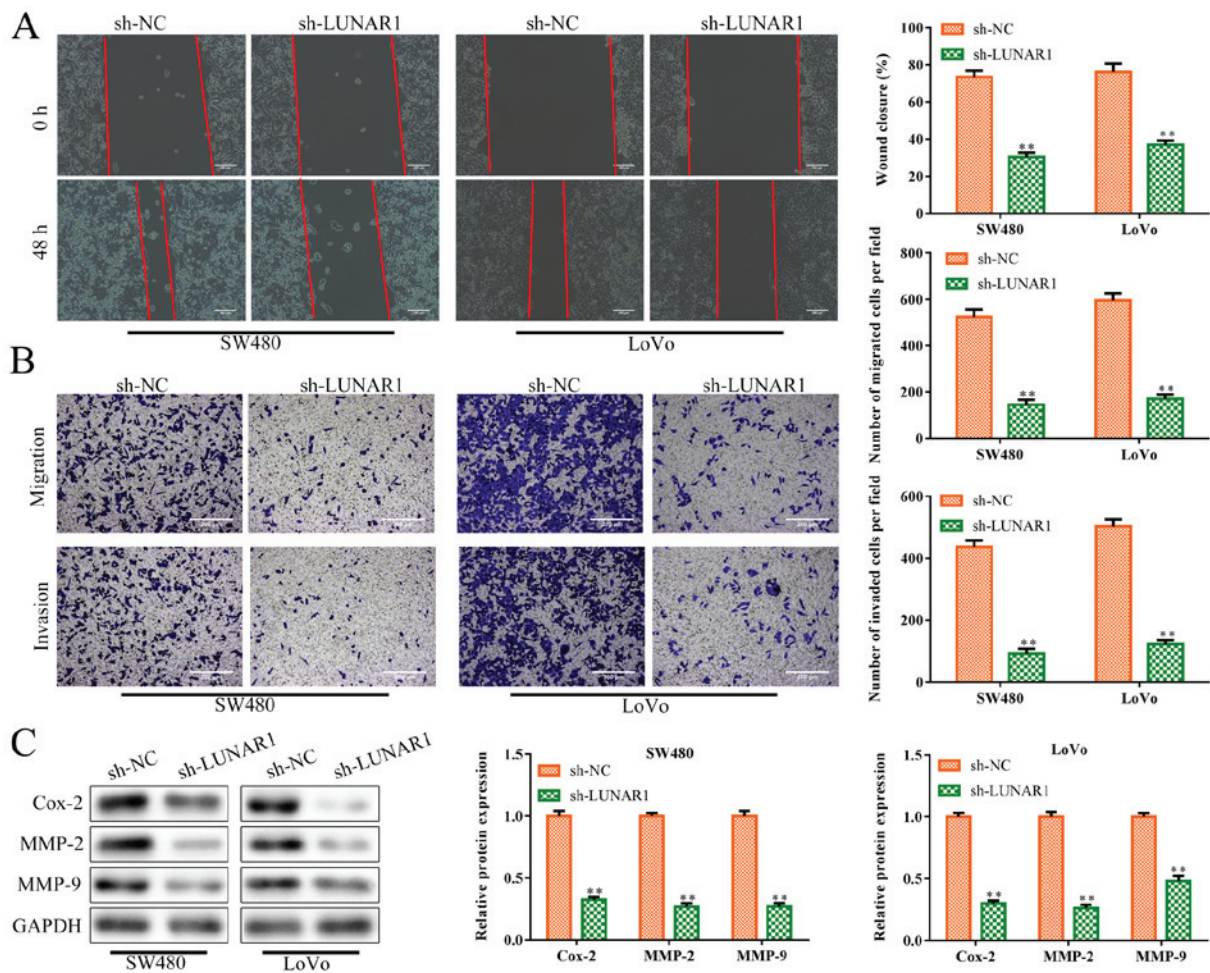 A
sh-NC
sh-LUNAR1
sh-NC
sh-LUNAR1
0 h
48 h
SW480
LoVo
sh-NC
sh-LUNAR1
Wound closure (%)
100
80
60
40
20
0
** **
SW480
LoVo
B
sh-NC
sh-LUNAR1
sh-NC
sh-LUNAR1
Migration
Invasion
SW480
LoVo
sh-NC
sh-LUNAR1
Number of migrated cells per field
800
600
400
200
0
** **
SW480
LoVo
sh-NC
sh-LUNAR1
Number of invaded cells per field
600
400
200
0
** **
SW480
LoVo
C
sh-NC
sh-LUNAR1
sh-NC
sh-LUNAR1
Cox-2
MMP-2
MMP-9
GAPDH
SW480
LoVo
SW480
sh-NC
sh-LUNAR1
Relative protein expression
1.5
1.0
0.5
0.0
** ** **
Cox-2
MMP-2
MMP-9
LoVo
sh-NC
sh-LUNAR1
Relative protein expression
1.5
1.0
0.5
0.0
** ** **
Cox-2
MMP-2
MMP-9